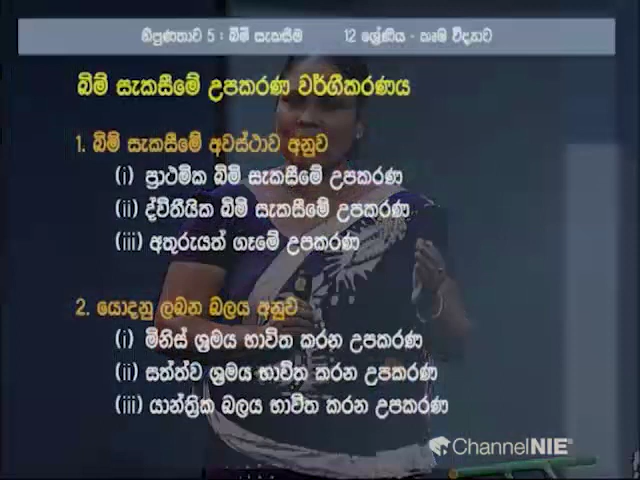 නිපුණතාව 5 : බිම් සැකසීම 12 ශ්‍රේණිය - කෘෂි විද්‍යාව
බිම් සැකසීමේ උපකරණ වර්ගීකරණය
1. බිම් සැකසීමේ අවස්ථාව අනුව
(i) ප්‍රාථමික බිම් සැකසීමේ උපකරණ
(ii) ද්විතීයික බිම් සැකසීමේ උපකරණ
(iii) අතුරුයත් ගෑමේ උපකරණ
2. යොදනු ලබන බලය අනුව
(i) මිනිස් ශ්‍රමය භාවිත කරන උපකරණ
(ii) සත්ත්ව ශ්‍රමය භාවිත කරන උපකරණ
(iii) යාන්ත්‍රික බලය භාවිත කරන උපකරණ
ChannelNIE